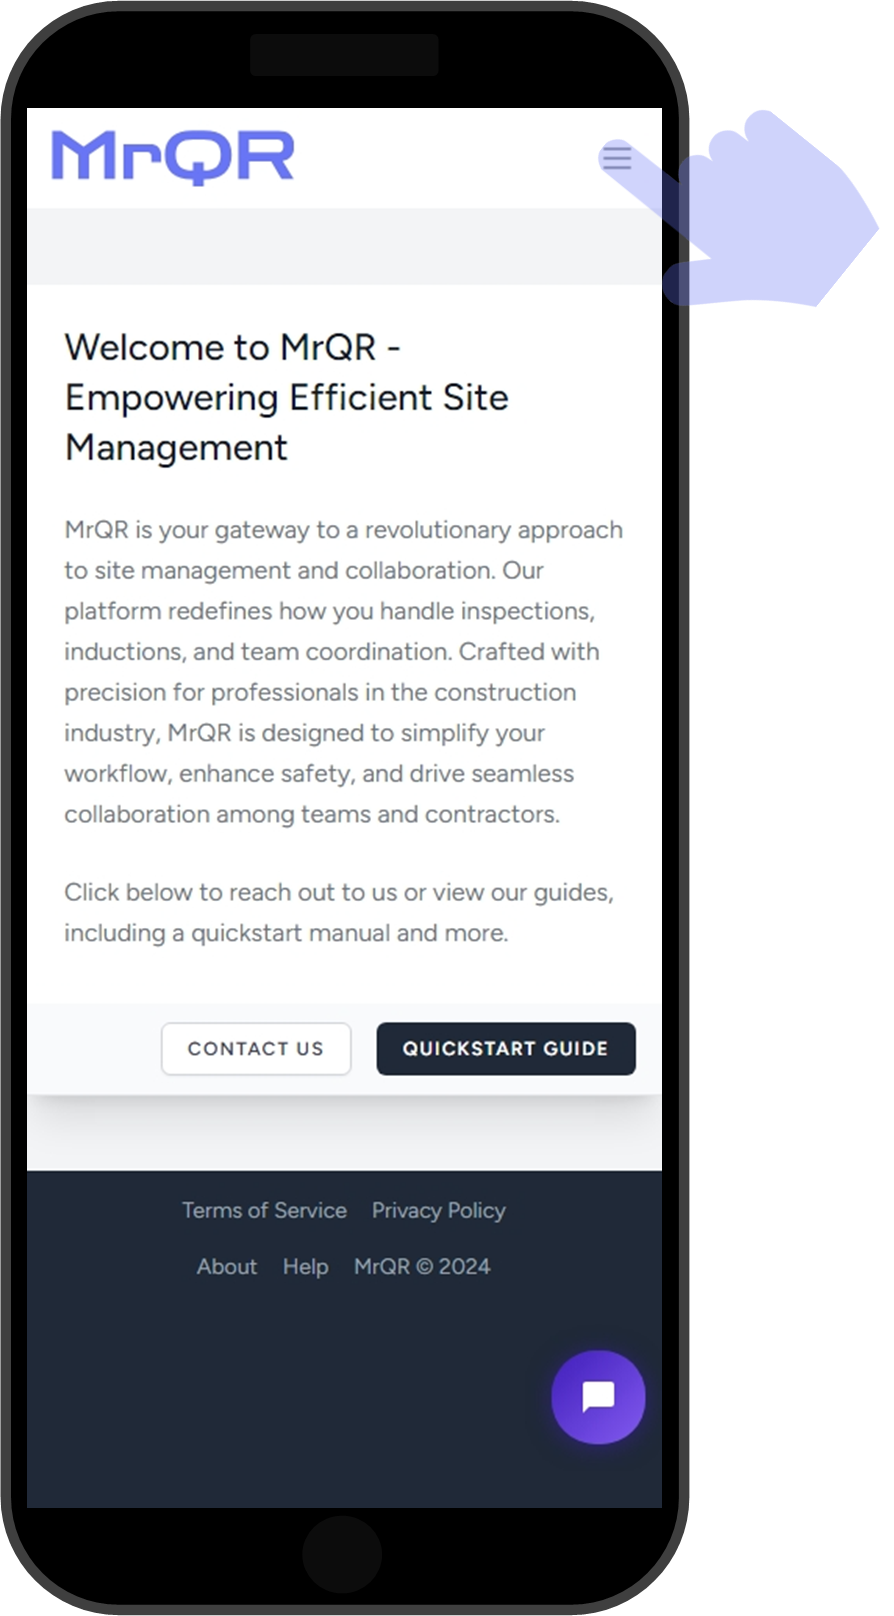 MrQR
Welcome to MrQR -
Empowering Efficient Site
Management
MrQR is your gateway to a revolutionary approach
to site management and collaboration. Our
platform redefines how you handle inspections,
inductions, and team coordination. Crafted with
precision for professionals in the construction
industry, MrQR is designed to simplify your
workflow, enhance safety, and drive seamless
collaboration among teams and contractors.
Click below to reach out to us or view our guides,
including a quickstart manual and more.
CONTACT US QUICKSTART GUIDE
Terms of Service Privacy Policy
About Help MrQR © 2024